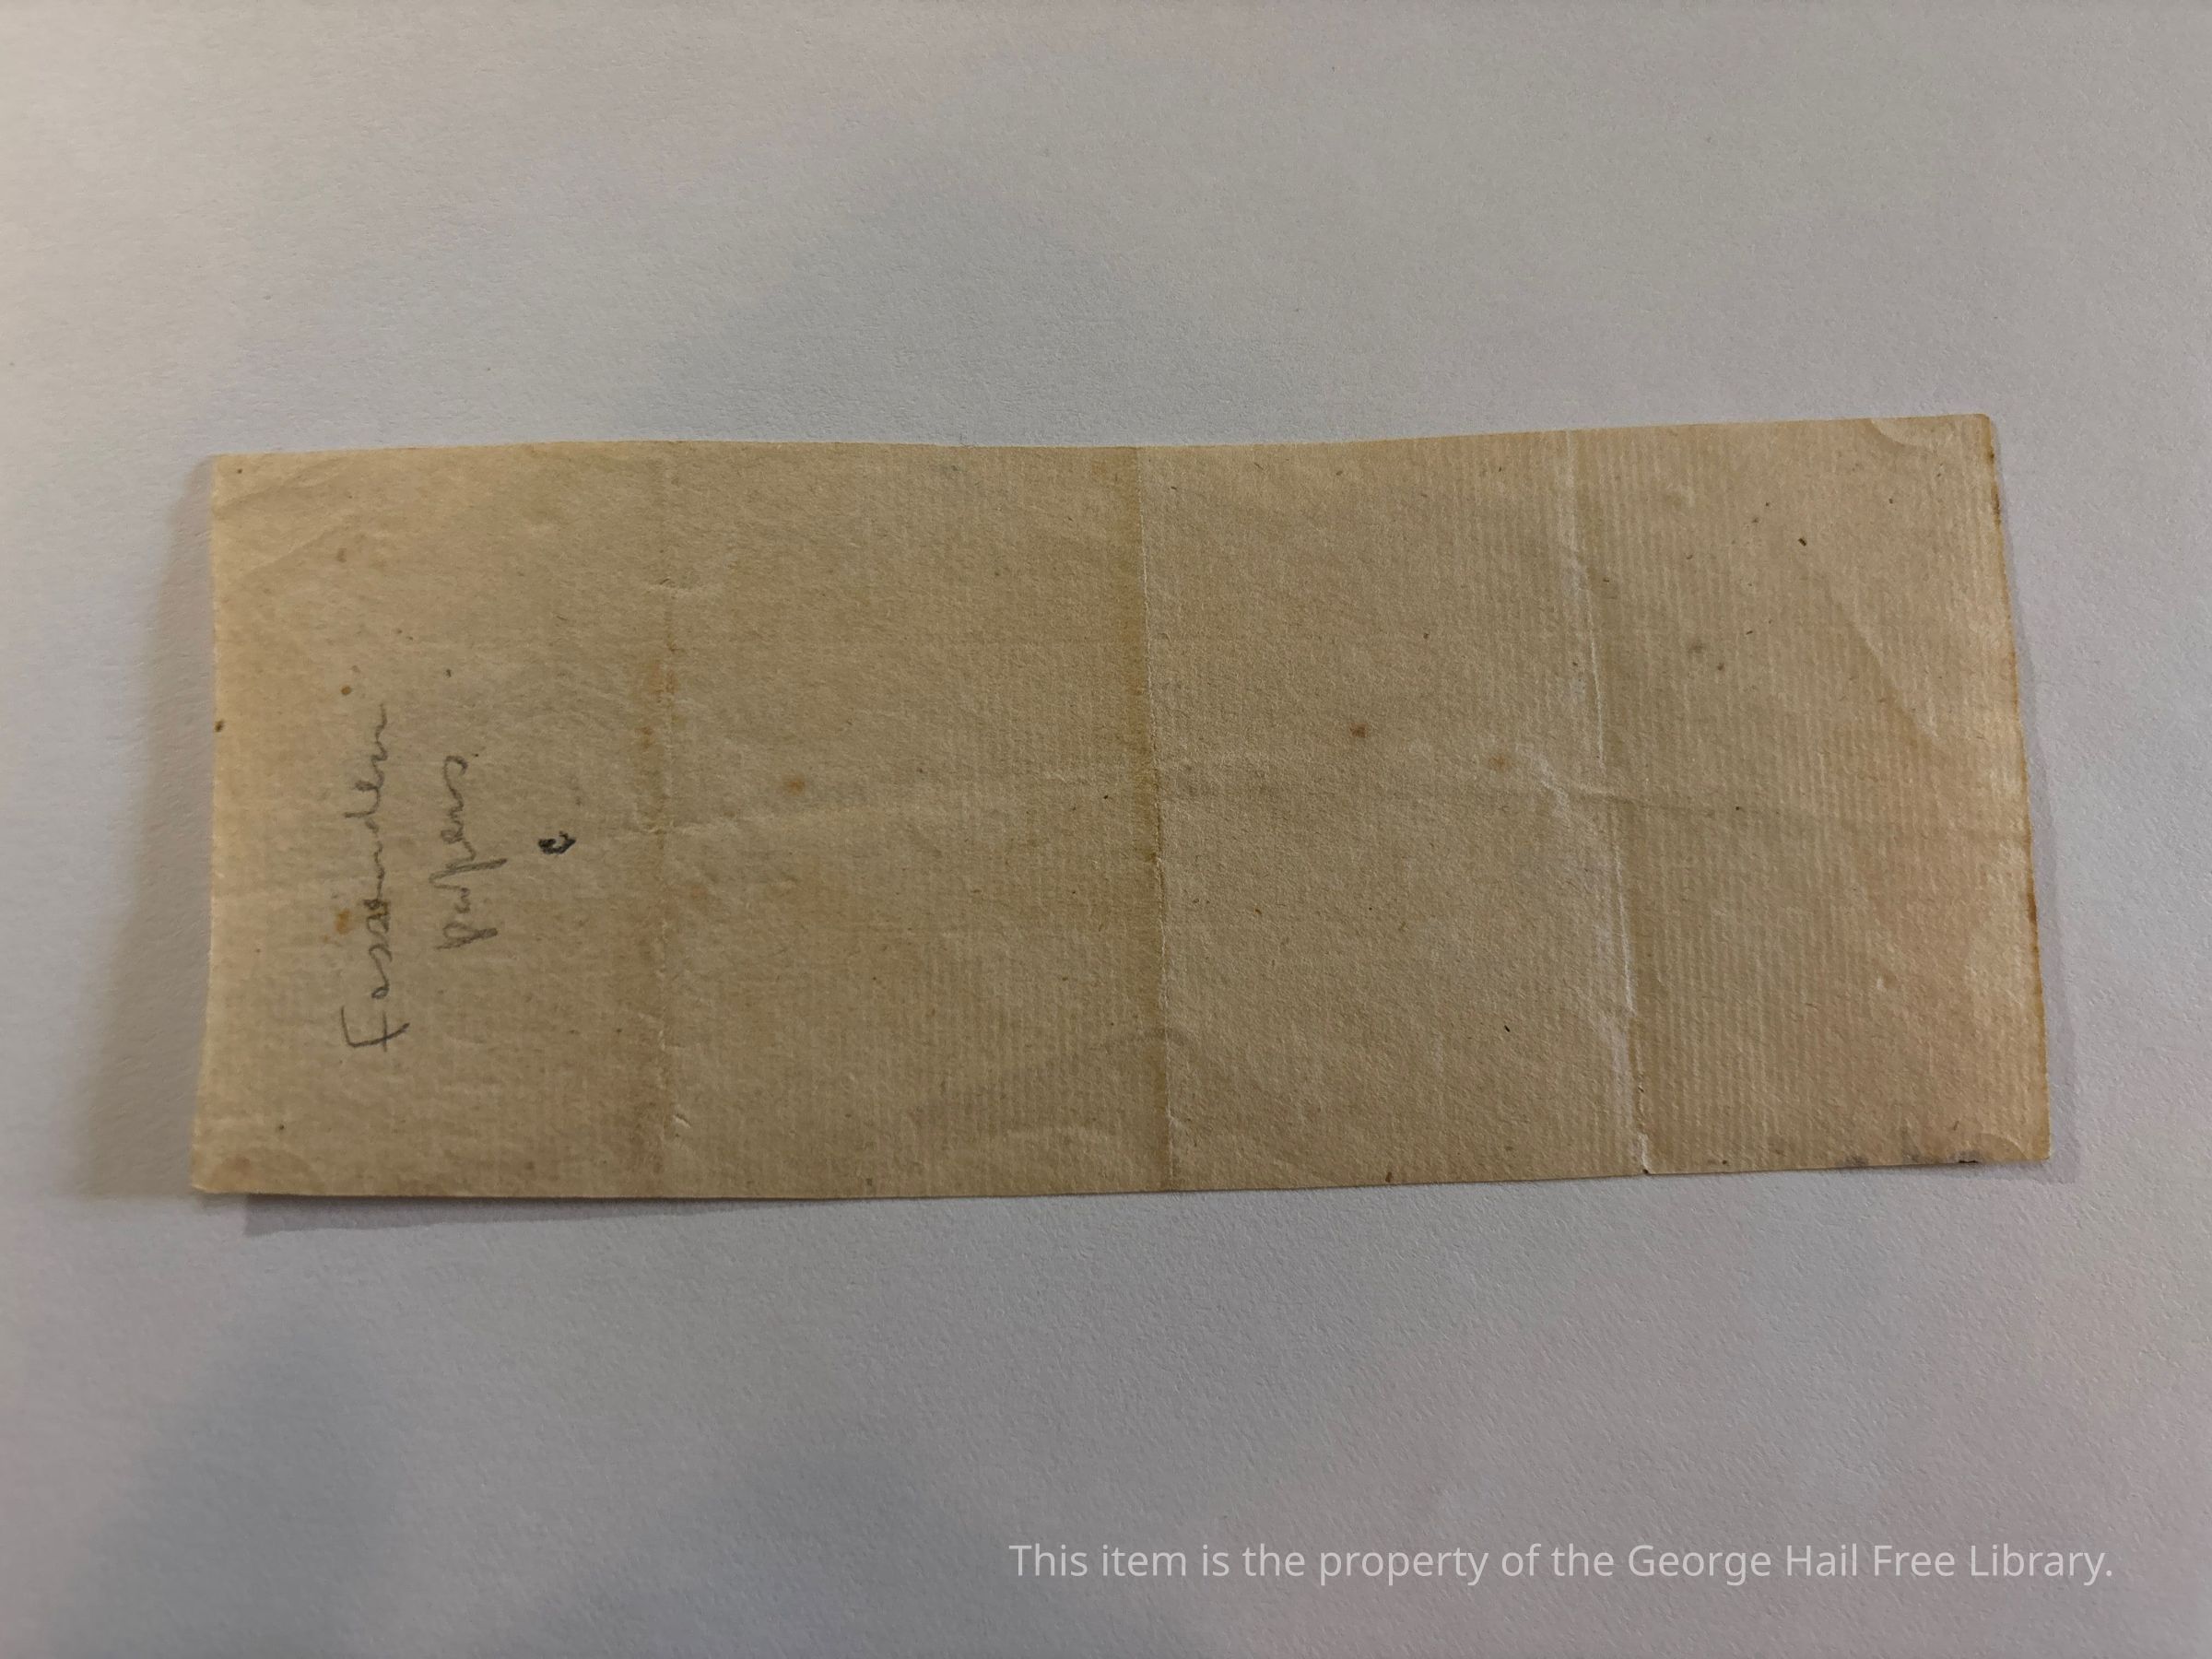 Fessenden
papers
This item is the property of the George Hail Free Library.